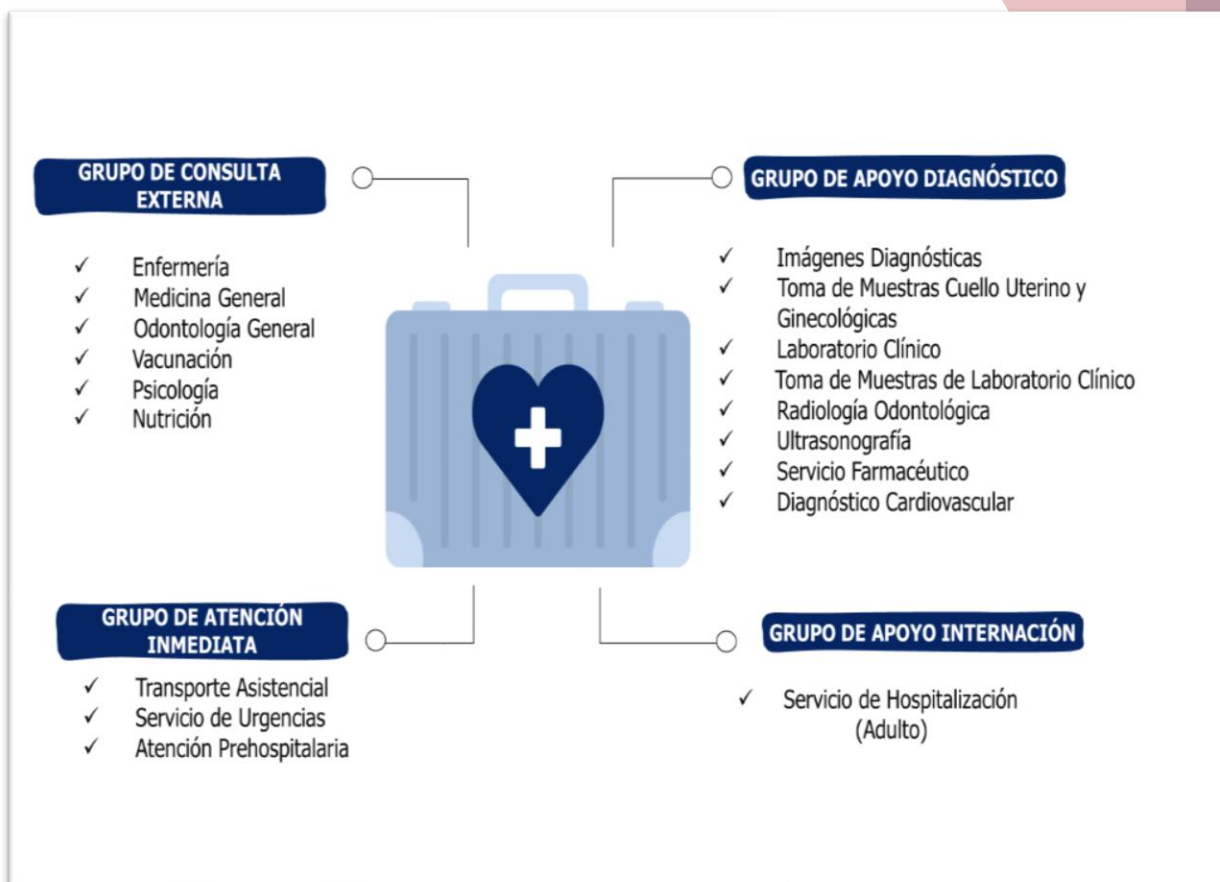 GRUPO DE CONSULTA
EXTERNA
✓ Enfermería
✓ Medicina General
✓ Odontología General
✓ Vacunación
✓ Psicología
✓ Nutrición
GRUPO DE APOYO DIAGNÓSTICO
✓ Imágenes Diagnósticas
✓ Toma de Muestras Cuello Uterino y
Ginecológicas
✓ Laboratorio Clínico
✓ Toma de Muestras de Laboratorio Clínico
✓ Radiología Odontológica
✓ Ultrasonografía
✓ Servicio Farmacéutico
✓ Diagnóstico Cardiovascular
GRUPO DE ATENCIÓN
INMEDIATA
✓ Transporte Asistencial
✓ Servicio de Urgencias
✓ Atención Prehospitalaria
GRUPO DE APOYO INTERNACIÓN
✓ Servicio de Hospitalización
(Adulto)